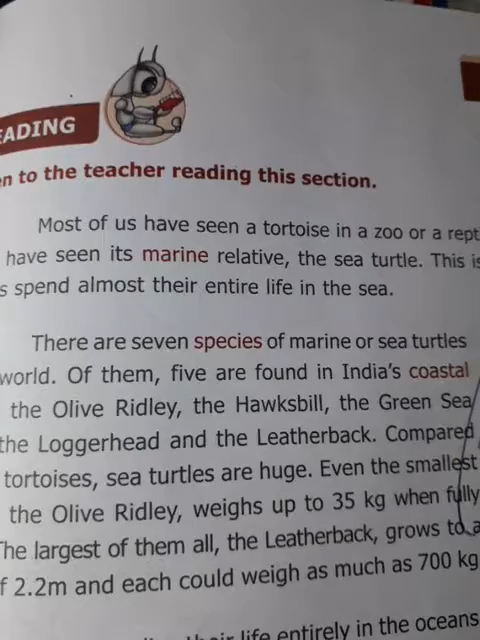 EADING
n to the teacher reading this section.
Most of us have seen a tortoise in a zoo or a rept
have seen its marine relative, the sea turtle. This is
s spend almost their entire life in the sea.
There are seven species of marine or sea turtles
world. Of them, five are found in India's coastal
the Olive Ridley, the Hawksbill, the Green Sea
the Loggerhead and the Leatherback. Compared
tortoises, sea turtles are huge. Even the smallest
the Olive Ridley, weighs up to 35 kg when fully
The largest of them all, the Leatherback, grows to a
f 2.2m and each could weigh as much as 700 kg
their life entirely in the oceans